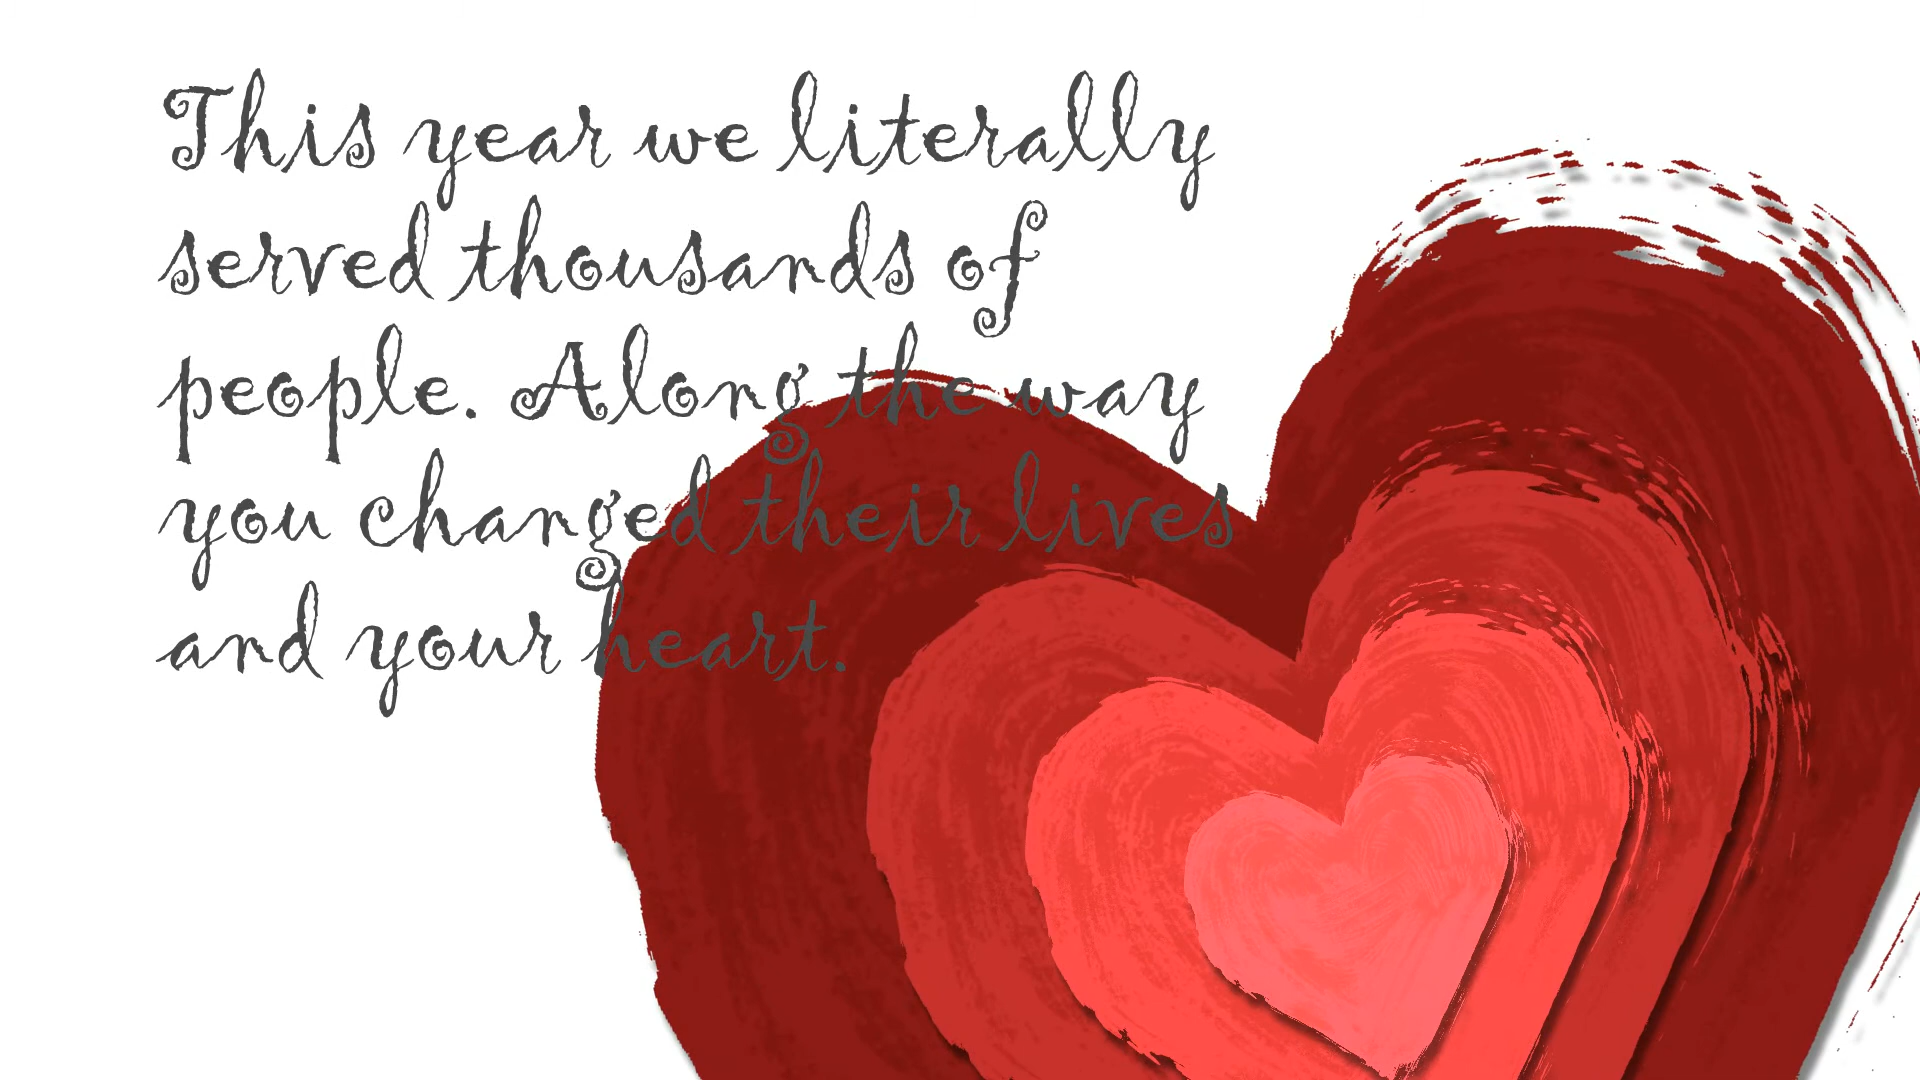 This year we literally
served thousands of
people. Along the way
you changed their lives
and your heart.